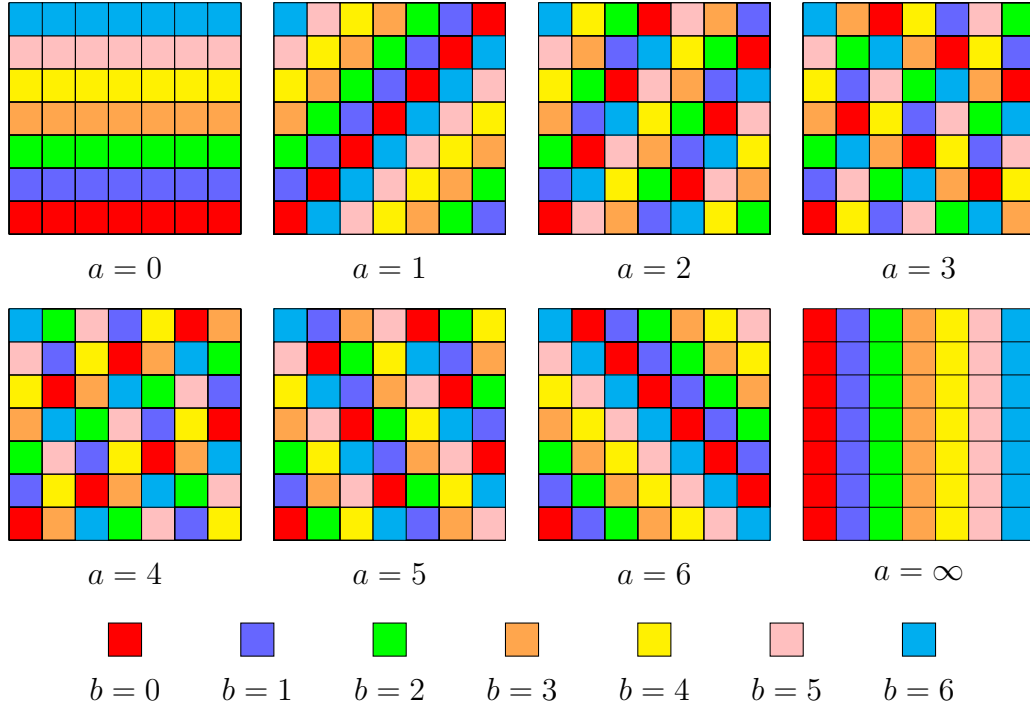 a = 0 a = 1 a = 2 a = 3
a = 4 a = 5 a = 6 a = ∞
b = 0 b = 1 b = 2 b = 3 b = 4 b = 5 b = 6